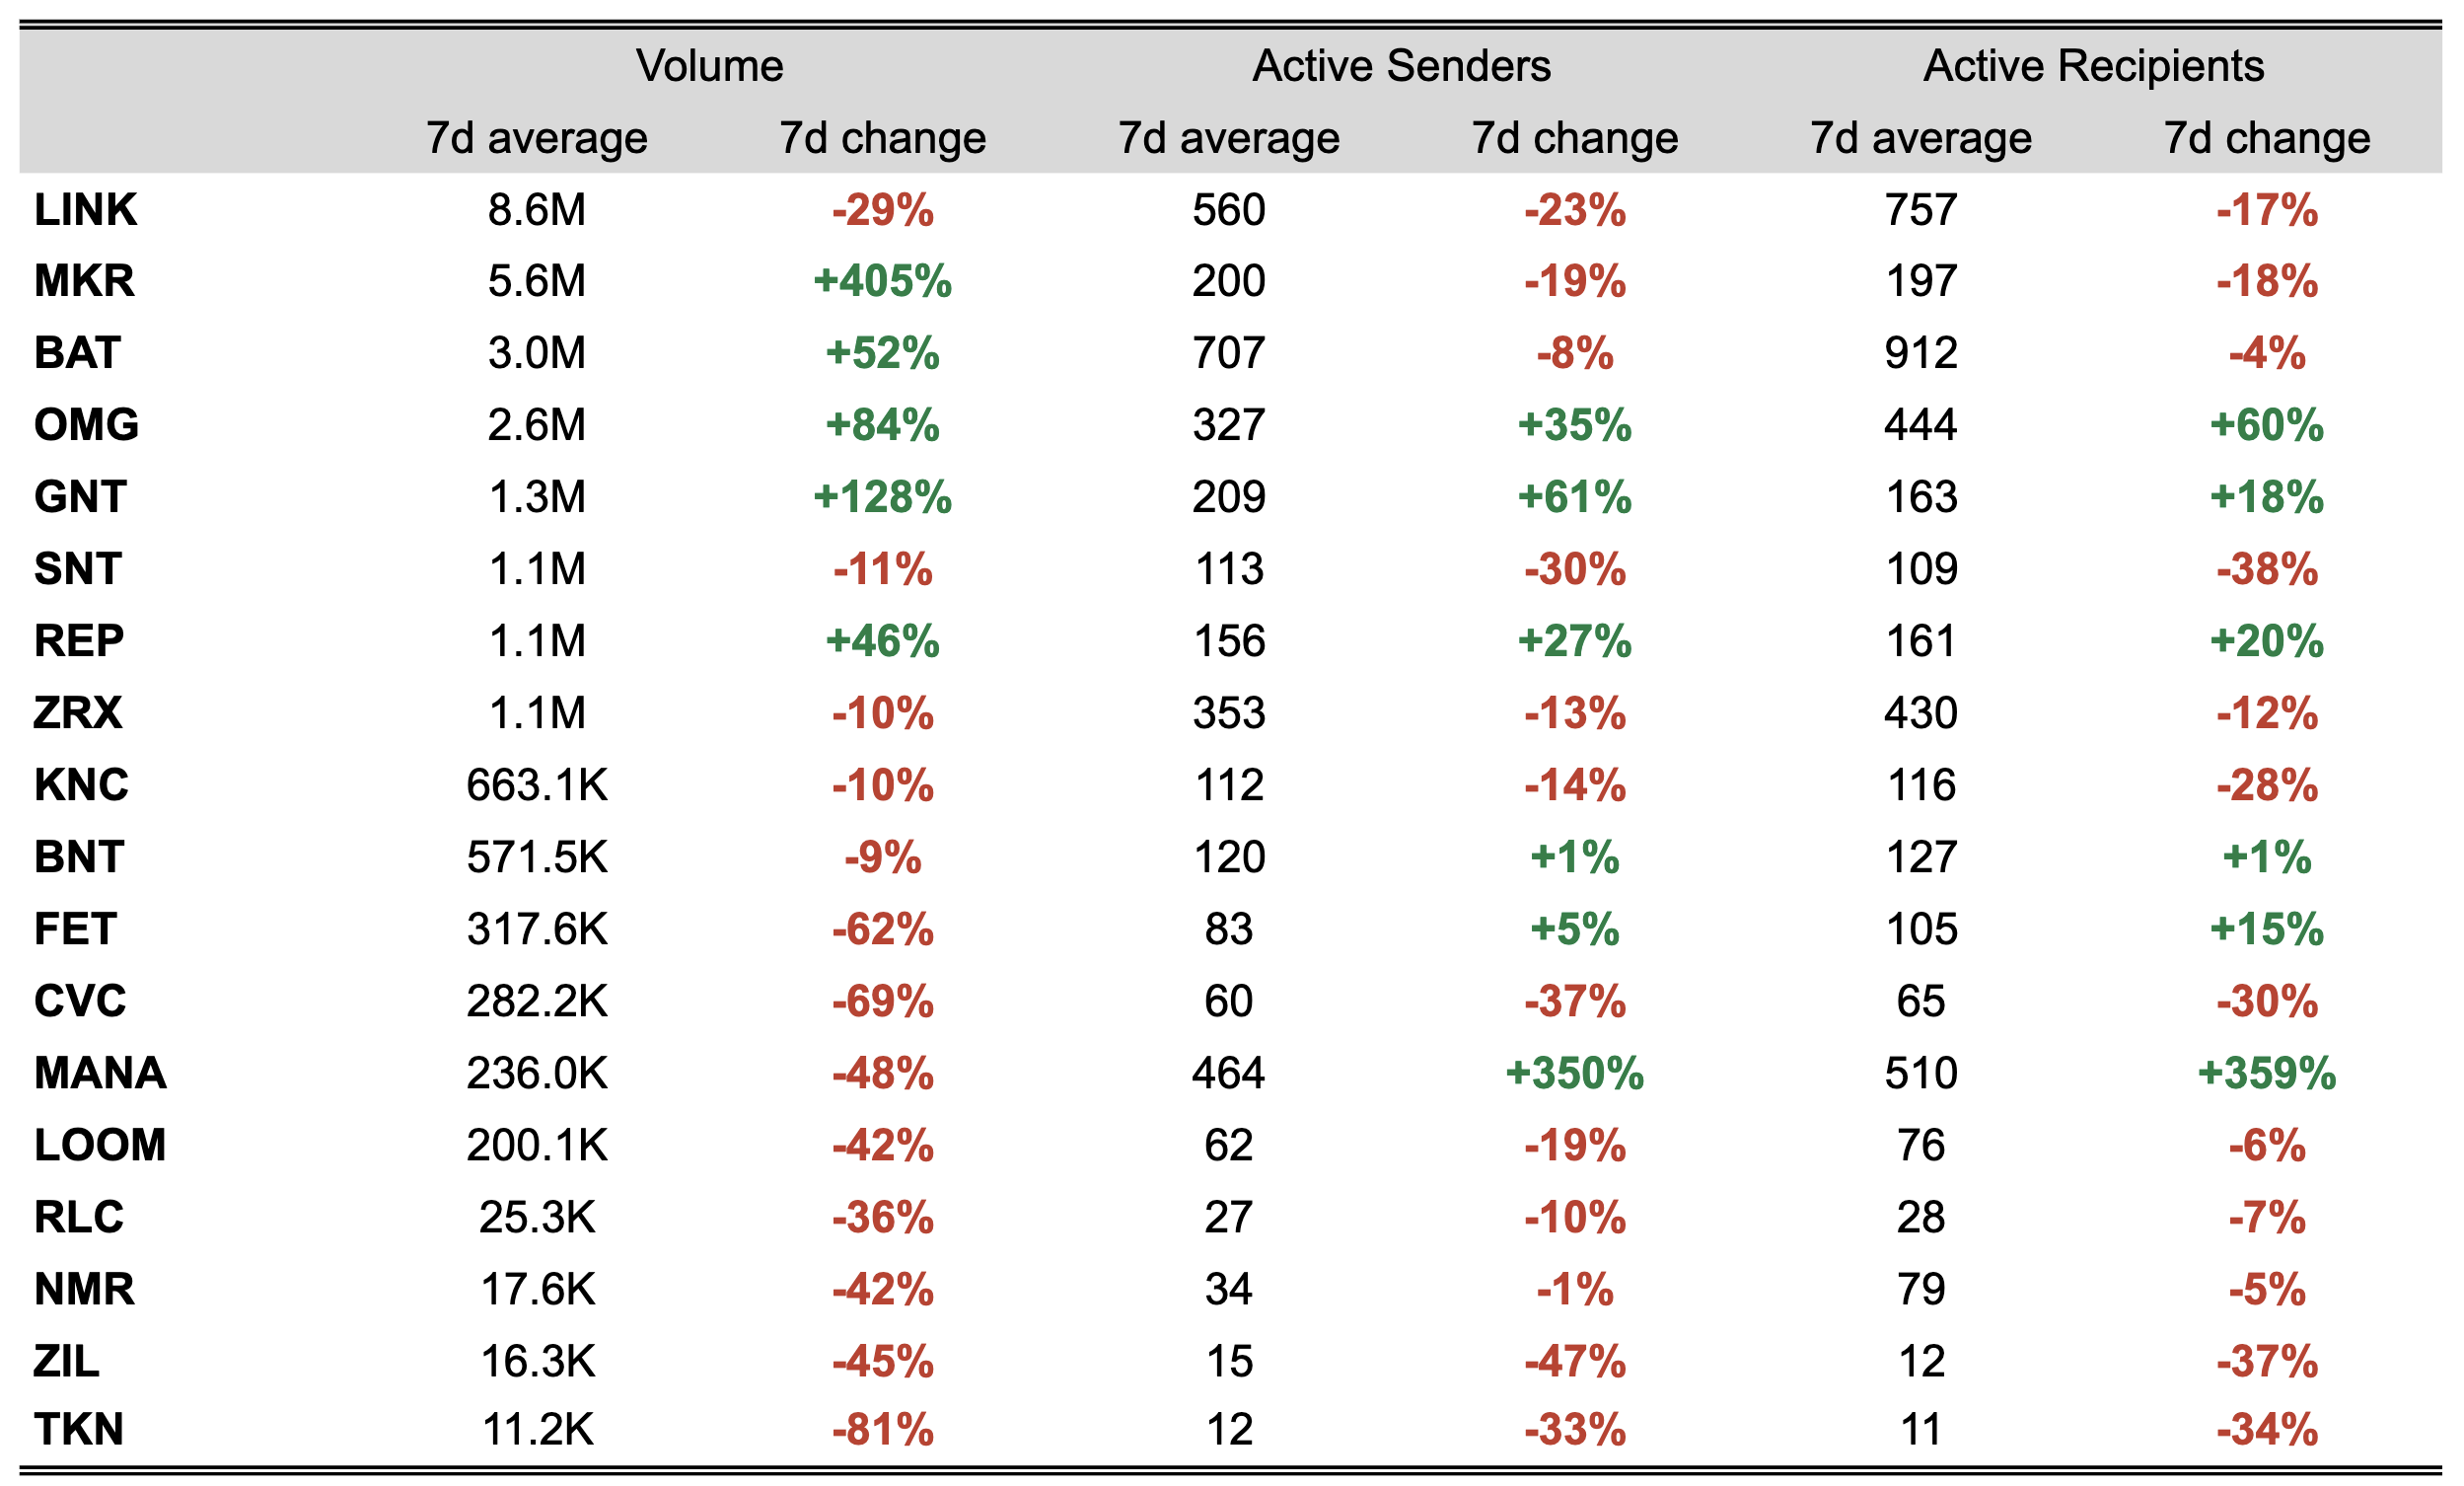 Volume Active Senders Active Recipients
7d average 7d change 7d average 7d change 7d average 7d change
LINK 8.6M -29% 560 -23% 757 -17%
MKR 5.6M +405% 200 -19% 197 -18%
BAT 3.0M +52% 707 -8% 912 -4%
OMG 2.6M +84% 327 +35% 444 +60%
GNT 1.3M +128% 209 +61% 163 +18%
SNT 1.1M -11% 113 -30% 109 -38%
REP 1.1M +46% 156 +27% 161 +20%
ZRX 1.1M -10% 353 -13% 430 -12%
KNC 663.1K -10% 112 -14% 116 -28%
BNT 571.5K -9% 120 +1% 127 +1%
FET 317.6K -62% 83 +5% 105 +15%
CVC 282.2K -69% 60 -37% 65 -30%
MANA 236.0K -48% 464 +350% 510 +359%
LOOM 200.1K -42% 62 -19% 76 -6%
RLC 25.3K -36% 27 -10% 28 -7%
NMR 17.6K -42% 34 -1% 79 -5%
ZIL 16.3K -45% 15 -47% 12 -37%
TKN 11.2K -81% 12 -33% 11 -34%